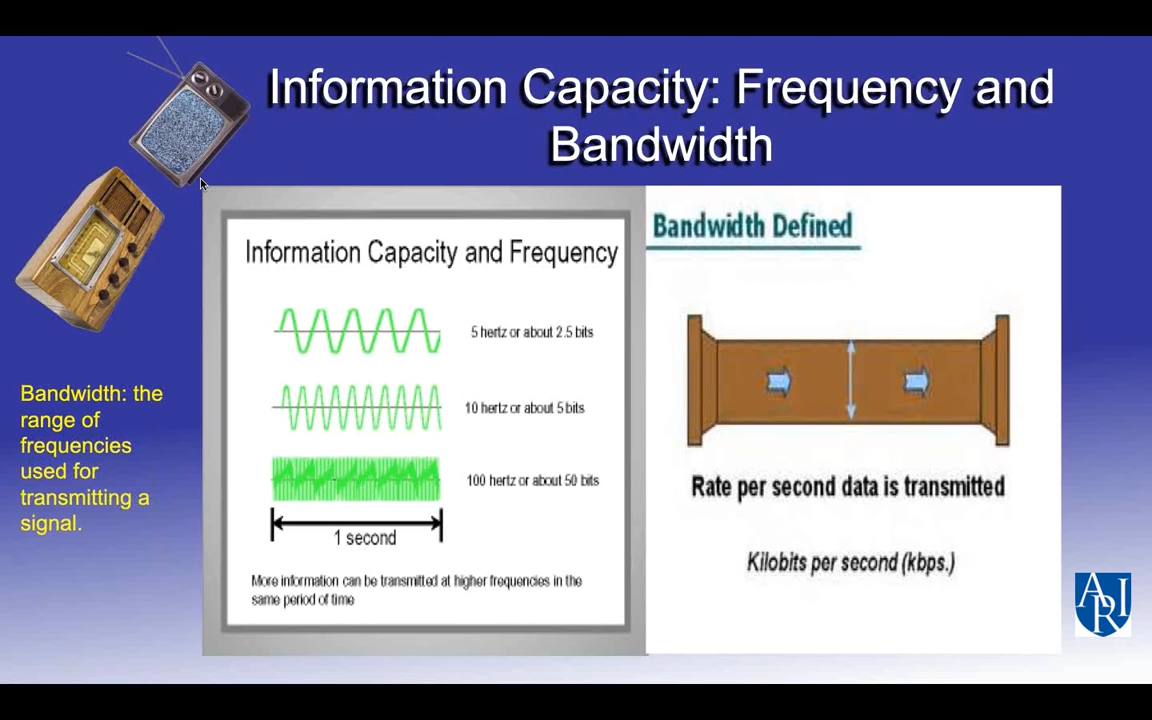 Information Capacity: Frequency and
Bandwidth
Information Capacity and Frequency
5 hertz or about 2.5 bits
10 hertz or about 5 bits
100 hertz or about 50 bits
1 second
More information can be transmitted at higher frequencies in the
same period of time
Bandwidth Defined
Rate per second data is transmitted
Kilobits per second (kbps.)
Bandwidth: the
range of
frequencies
used for
transmitting a
signal.
ARI